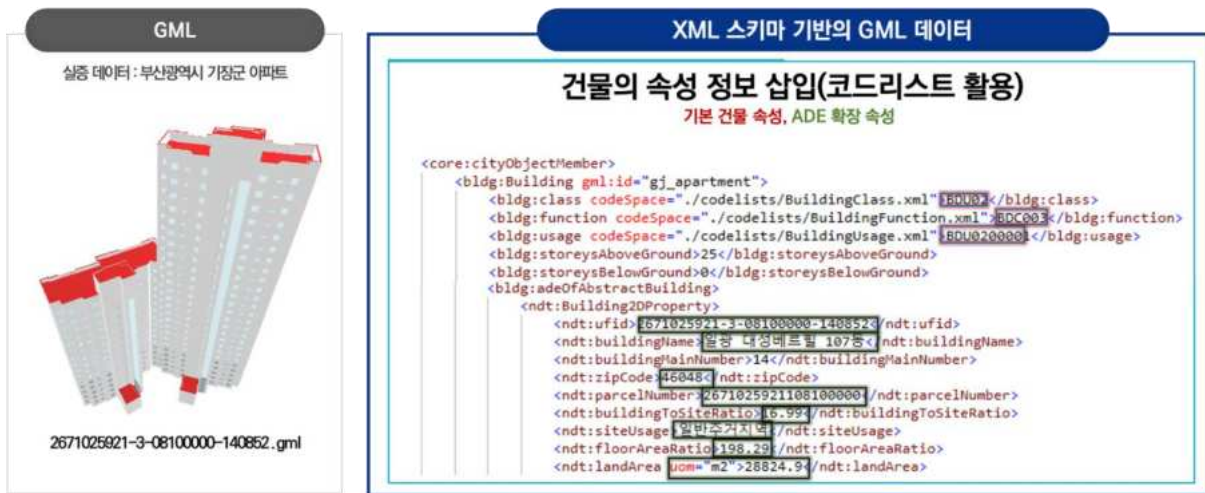 GML
실증 데이터 : 부산광역시 기장군 아파트
2671025921-3-08100000-140852.gml
XML 스키마 기반의 GML 데이터
건물의 속성 정보 삽입(코드리스트 활용)
기본 건물 속성, ADE 확장 속성
<core:cityObjectMember>
<bldg:Building gml:id="gj_apartment">
<bldg:class codeSpace="./codelists/BuildingClass.xml">BDU02</bldg:class>
<bldg:function codeSpace="./codelists/BuildingFunction.xml">BDC003</bldg:function>
<bldg:usage codeSpace="./codelists/BuildingUsage.xml">BDU0200001</bldg:usage>
<bldg:storeysAboveGround>25</bldg:storeysAboveGround>
<bldg:storeysBelowGround>0</bldg:storeysBelowGround>
<bldg:adeOfAbstractBuilding>
<ndt:Building2DProperty>
<ndt:ufid>2671025921-3-08100000-140852</ndt:ufid>
<ndt:buildingName>일광 대성베르힐 107동</ndt:buildingName>
<ndt:buildingMainNumber>14</ndt:buildingMainNumber>
<ndt:zipCode>46048</ndt:zipCode>
<ndt:parcelNumber>2671025921108100000</ndt:parcelNumber>
<ndt:buildingToSiteRatio>16.99</ndt:buildingToSiteRatio>
<ndt:siteUsage>일반주거지역</ndt:siteUsage>
<ndt:floorAreaRatio>198.29</ndt:floorAreaRatio>
<ndt:landArea uom="m2">28824.9</ndt:landArea>